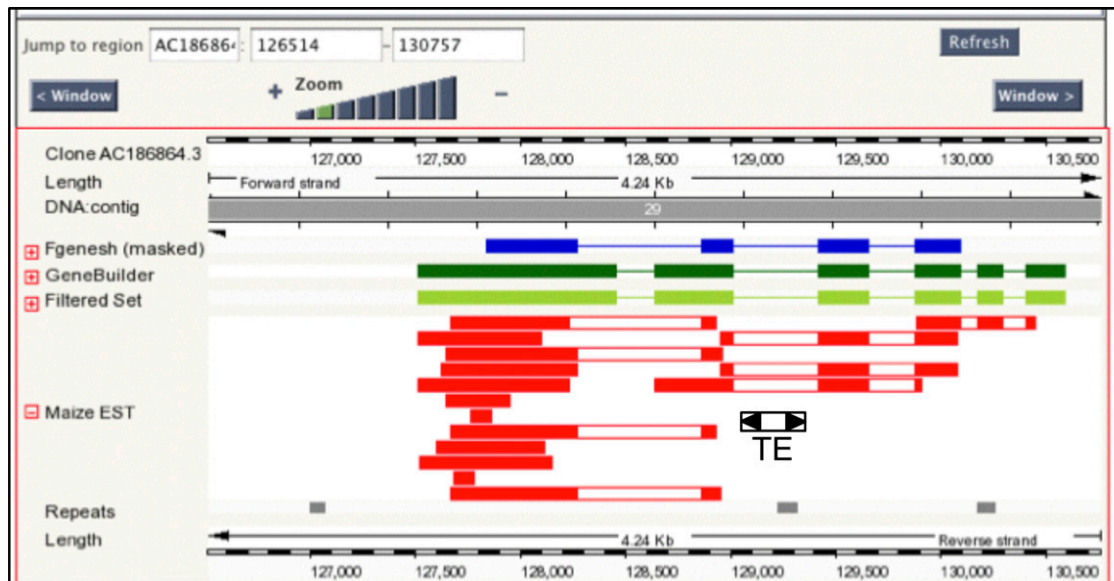 Jump to region AC186864: 126514 - 130757 Refresh
< Window + Zoom - Window >
Clone AC186864.3 127,000 127,500 128,000 128,500 129,000 129,500 130,000 130,500
Length Forward strand 4.24 Kb
DNA:contig 29
Fgenesh (masked)
GeneBuilder
Filtered Set
Maize EST
TE
Repeats
Length 4.24 Kb Reverse strand
127,000 127,500 128,000 128,500 129,000 129,500 130,000 130,500